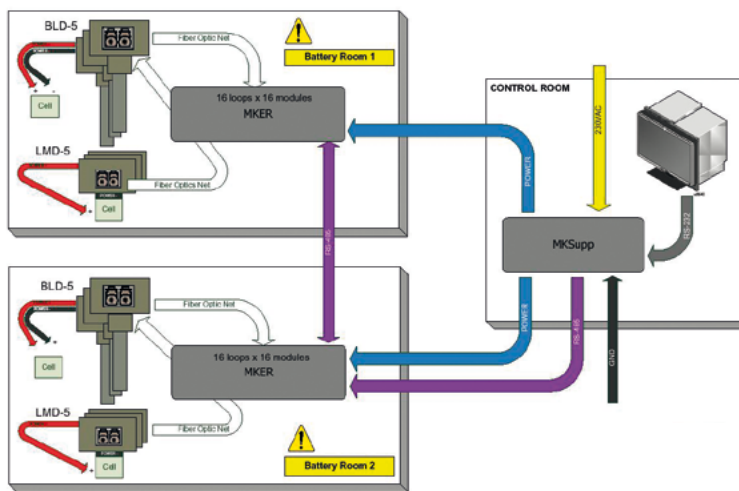 BLD-5
Fiber Optic Net
Battery Room 1
Cell
16 loops x 16 modules
MKER
LMD-5
POWER
Cell
Fiber Optics Net
CONTROL ROOM
230VAC
POWER
RS-232
MKSupp
RS-485
BLD-5
Fiber Optic Net
POWER
RS-485
GND
Cell
16 loops x 16 modules
MKER
LMD-5
POWER
Cell
Fiber Optic Net
Battery Room 2